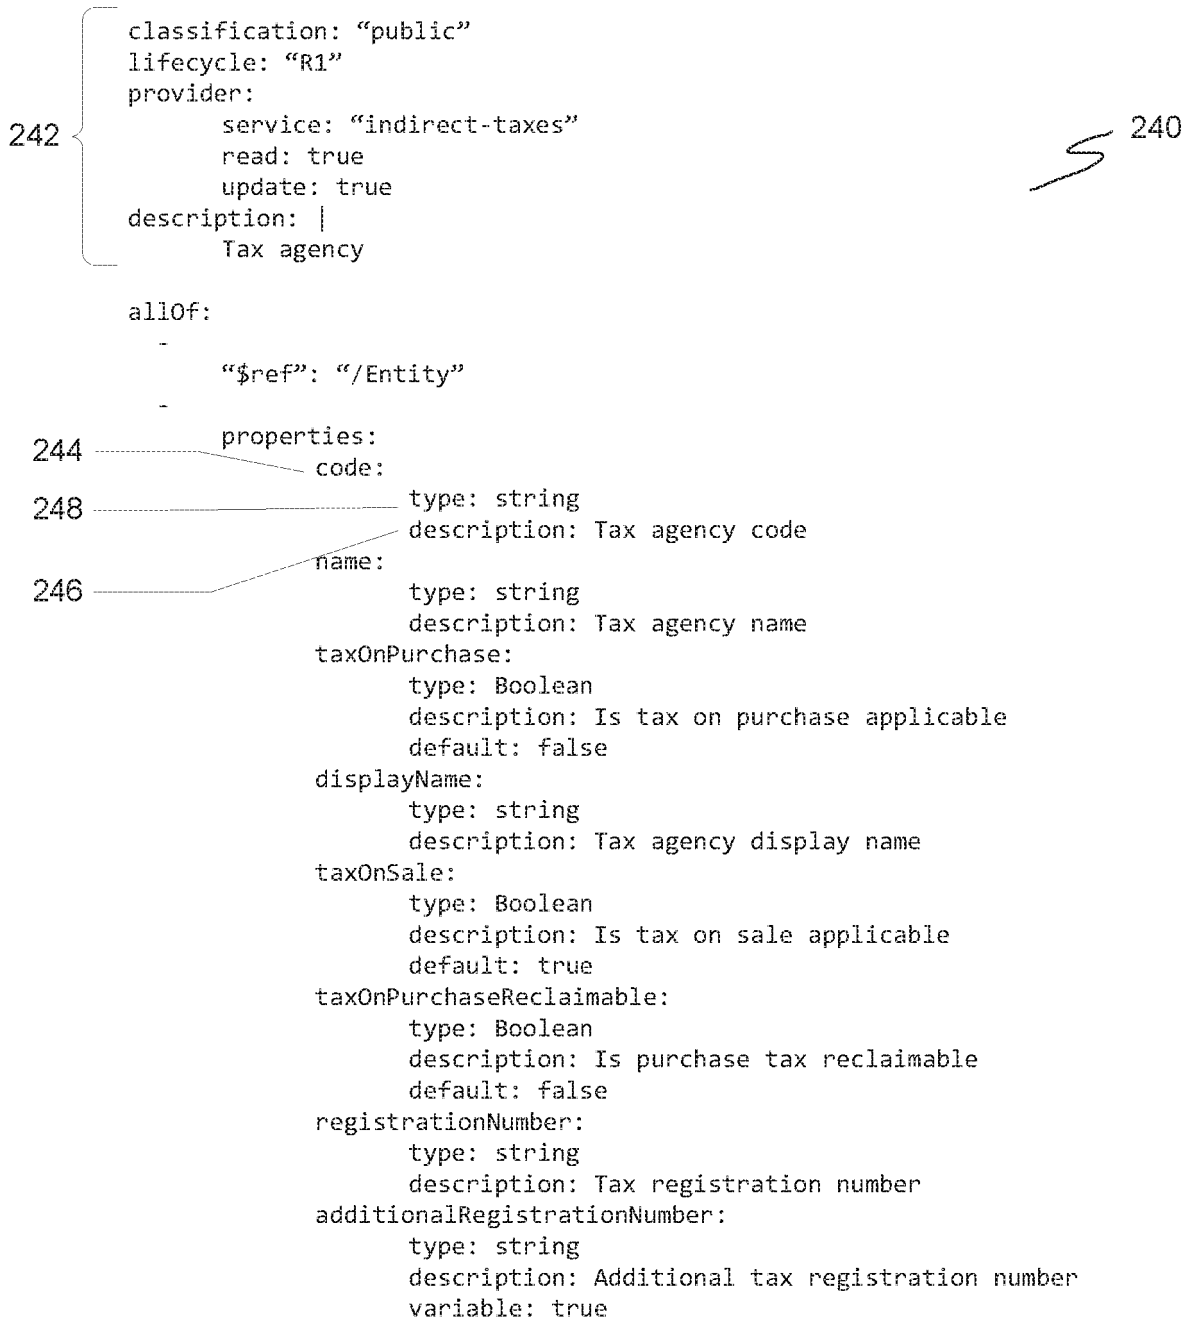 classification: “public”
lifecycle: “R1”
provider:
service: “indirect-taxes”
242
240
read: true
update: true
description: |
Tax agency
allOf:
-
“$ref”: “/Entity”
-
properties:
244
code:
248
type: string
description: Tax agency code
name:
246
type: string
description: Tax agency name
taxOnPurchase:
type: Boolean
description: Is tax on purchase applicable
default: false
displayName:
type: string
description: Tax agency display name
taxOnSale:
type: Boolean
description: Is tax on sale applicable
default: true
taxOnPurchaseReclaimable:
type: Boolean
description: Is purchase tax reclaimable
default: false
registrationNumber:
type: string
description: Tax registration number
additionalRegistrationNumber:
type: string
description: Additional tax registration number
variable: true